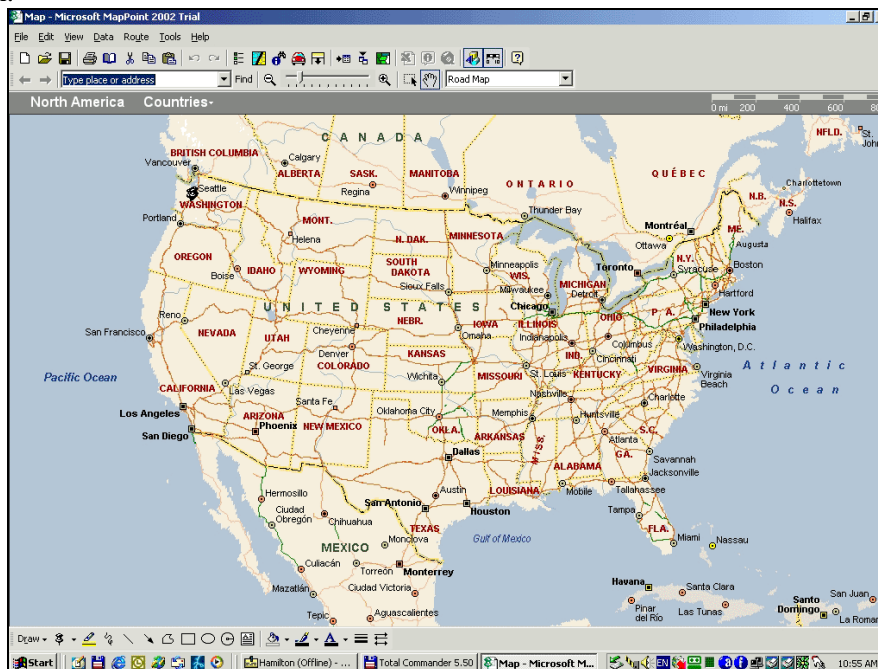 Map - Microsoft MapPoint 2002 Trial
File Edit View Data Route Tools Help
Type place or address Find Road Map
North America Countries
0 mi 200 400 600 80
CANADA
NFLD. St. John
BRITISH COLUMBIA
Vancouver
Calgary
ALBERTA SASK. MANITOBA
Regina Winnipeg
ONTARIO
QUÉBEC
Charlottetown
N.B. N.S.
Halifax
Seattle
WASHINGTON
Portland
Thunder Bay
Montréal
Ottawa
ME.
Augusta
MONT.
Helena
N. DAK.
MINNESOTA
OREGON
Boise
IDAHO
WYOMING
SOUTH
DAKOTA
Minneapolis
WIS.
Toronto
N.Y.
Syracuse
Boston
Sioux Falls
Milwaukee
MICHIGAN
Detroit
Hartford
UNITED STATES
Chicago
Reno
Cheyenne
NEBR.
IOWA
ILLINOIS
OHIO
P A.
New York
Philadelphia
San Francisco
NEVADA
UTAH
Omaha
Indianapolis
Columbus
Washington, D.C.
Denver
COLORADO
KANSAS
IND.
Cincinnati
St. George
Pacific Ocean
Wichita
MISSOURI
St. Louis
KENTUCKY
VIRGINIA
Virginia
Beach
Atlantic
Ocean
CALIFORNIA
Las Vegas
Santa Fe
Nashville
Charlotte
Los Angeles
ARIZONA
Phoenix
NEW MEXICO
Oklahoma City
OKLA.
Memphis
Huntsville
S.C.
San Diego
ARKANSAS
MISS.
Atlanta
GA.
Dallas
ALABAMA
Savannah
Jacksonville
Hermosillo
Austin
LOUISIANA
Mobile
Tallahassee
Ciudad
Obregón
Chihuahua
San Antonio
Houston
TEXAS
Tampa
FLA.
MEXICO
Monclova
Gulf of Mexico
Miami
Nassau
Culiacán
Torreón
Monterrey
Mazatlán
Ciudad Victoria
Havana
Santa Clara
Pinar
del Río
Las Tunas
Santo
Domingo
San Juan
La Roman
Tepic
Aguascalientes
Draw
Start Hamilton (Offline) - ... Total Commander 5.50 Map - Microsoft M... EN 10:55 AM